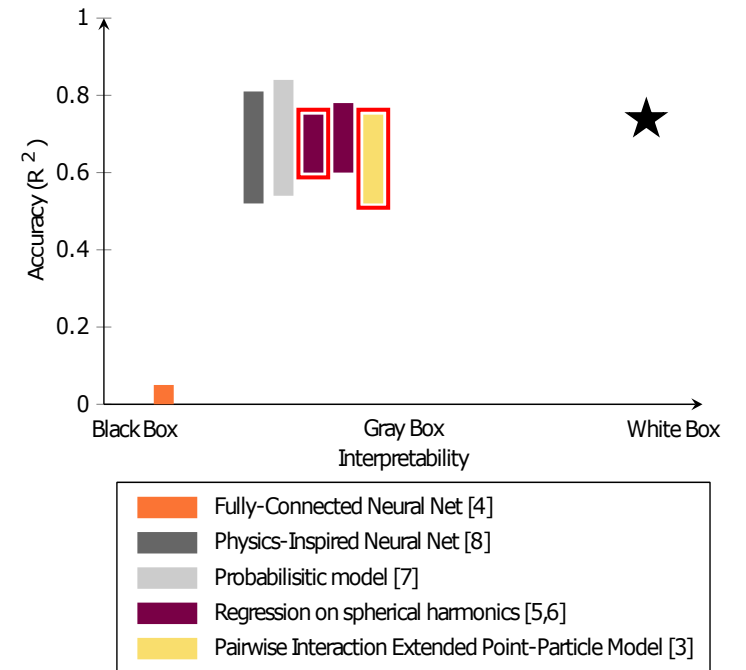 1
0.8
0.6
0.4
0.2
0
Accuracy (R 2 )
Black Box
Gray Box
White Box
Interpretability
Fully-Connected Neural Net [4]
Physics-Inspired Neural Net [8]
Probabilisitic model [7]
Regression on spherical harmonics [5,6]
Pairwise Interaction Extended Point-Particle Model [3]